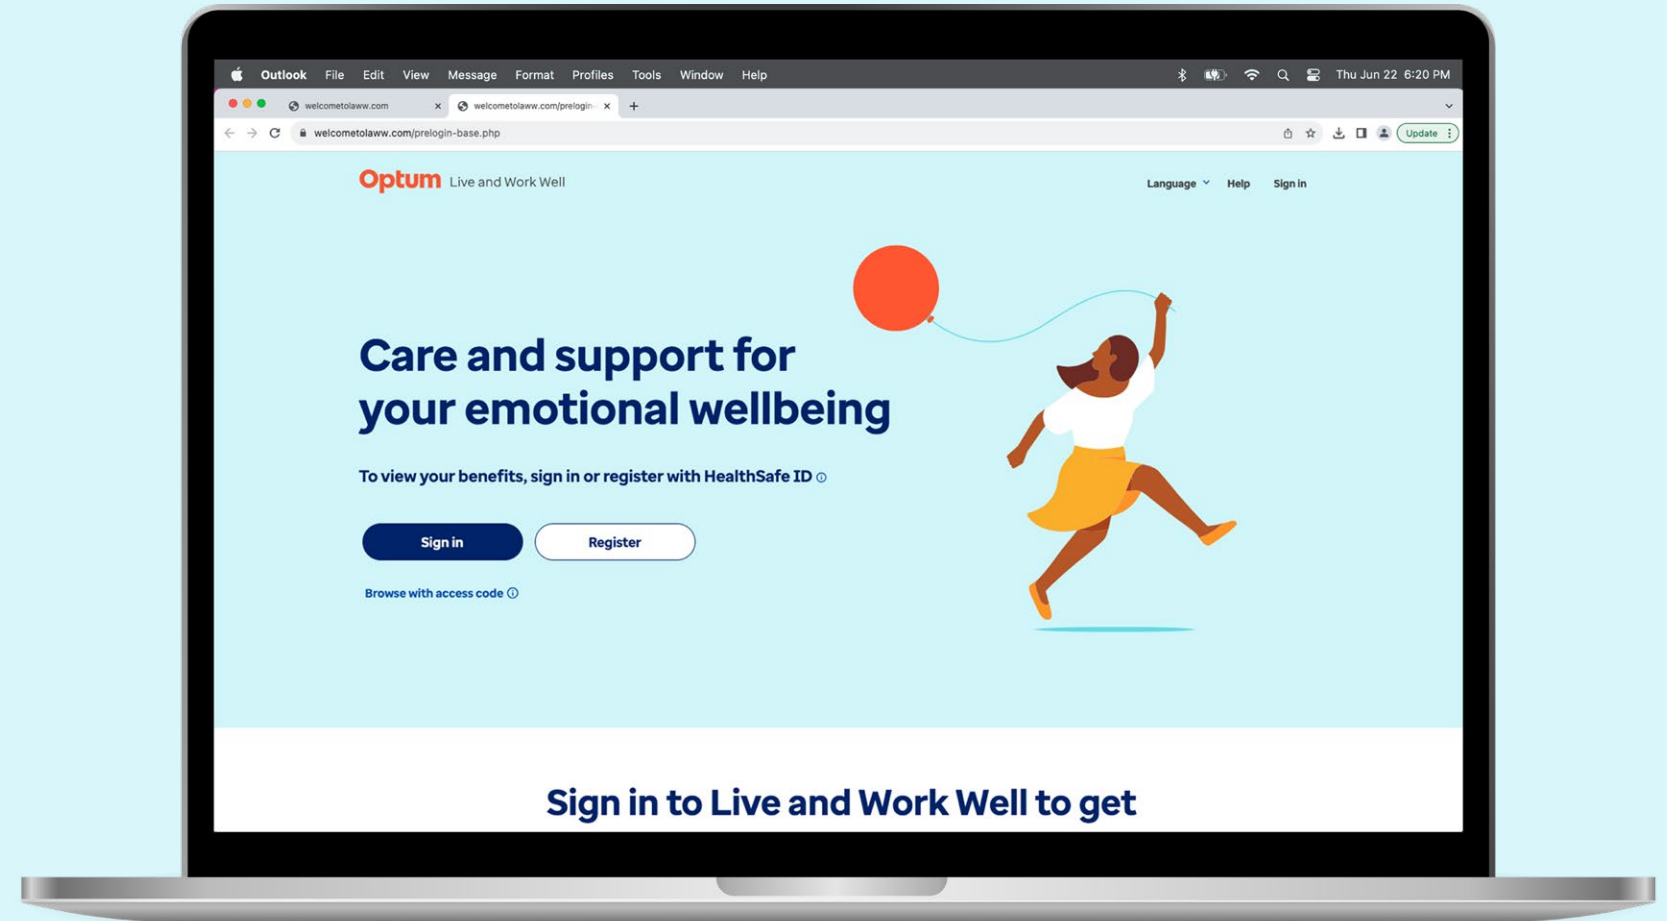 Outlook File Edit View Message Format Profiles Tools Window Help Thu Jun 22 6:20 PM
welcometolaww.com welcometolaww.com/prelogin-
welcometolaww.com/prelogin-base.php Update
Optum Live and Work Well Language Help Sign in
Care and support for
your emotional wellbeing
To view your benefits, sign in or register with HealthSafe ID
Sign in Register
Browse with access code
Sign in to Live and Work Well to get